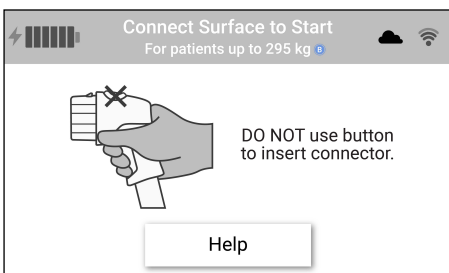 Connect Surface to Start
For patients up to 295 kg B
DO NOT use button
to insert connector.
Help